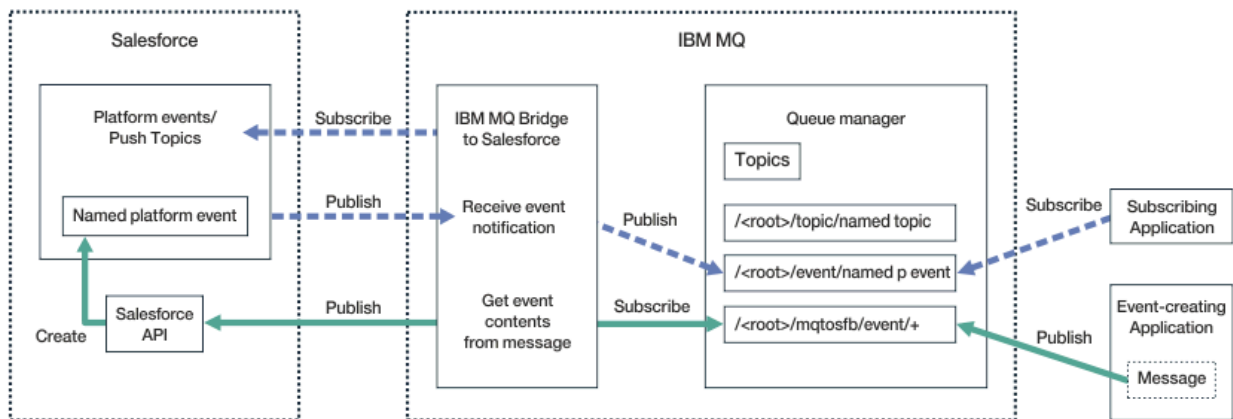 Salesforce
IBM MQ
Platform events/
Push Topics
Subscribe
IBM MQ Bridge
to Salesforce
Queue manager
Topics
Named platform event
Publish
Receive event
notification
Publish
/<root>/topic/named topic
Subscribe
Subscribing
Application
/<root>/event/named p event
Create
Salesforce
API
Publish
Get event
contents
from message
Subscribe
/<root>/mqtosfb/event/+
Publish
Event-creating
Application
Message